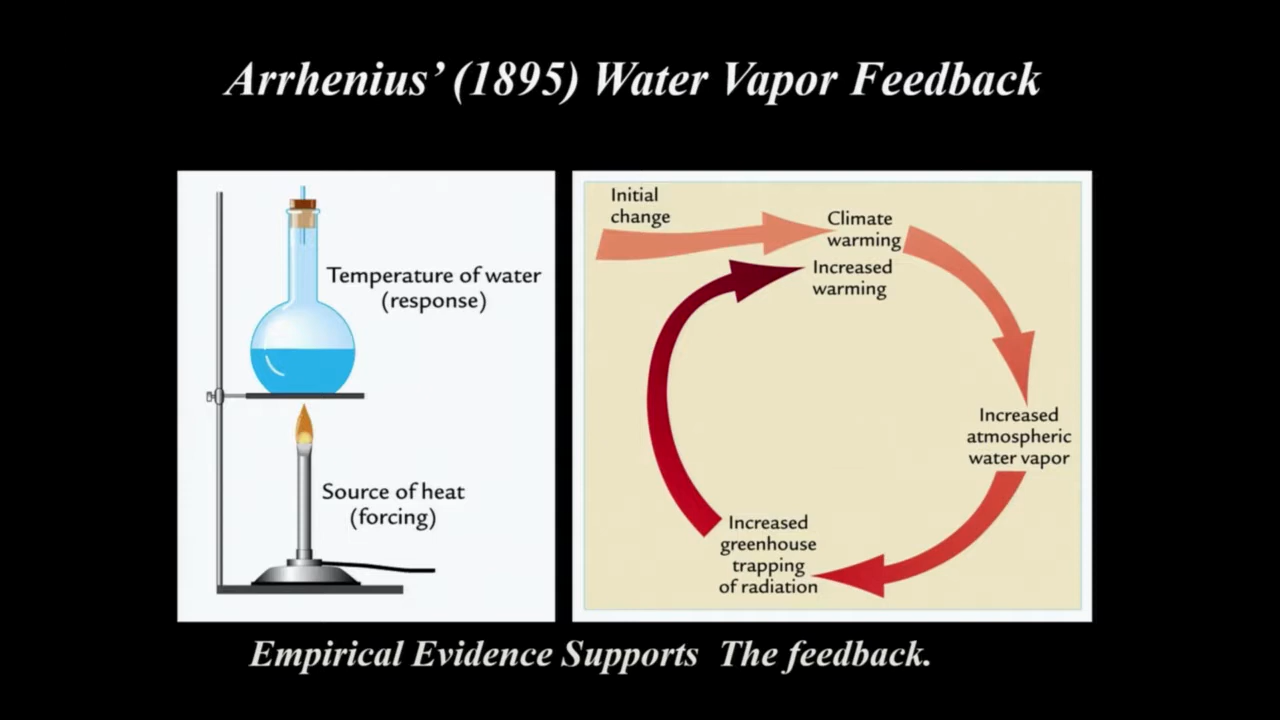 Arrhenius’ (1895) Water Vapor Feedback
Temperature of water
(response)
Source of heat
(forcing)
Initial
change
Climate
warming
Increased
warming
Increased
atmospheric
water vapor
Increased
greenhouse
trapping
of radiation
Empirical Evidence Supports The feedback.